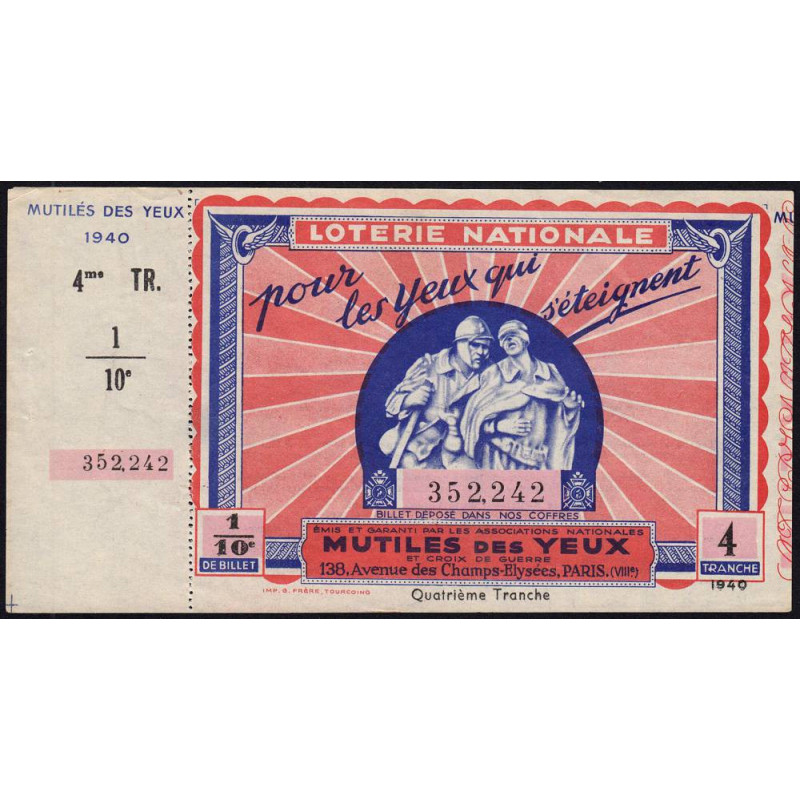 MUTILÉS DES YEUX
1940
4me TR.
1
10e
352,242
LOTERIE NATIONALE
pour
les yeux qui
s'éteignent
352,242
BILLET DÉPOSÉ DANS NOS COFFRES
1
10e
DE BILLET
ÉMIS ET GARANTI PAR LES ASSOCIATIONS NATIONALES
MUTILES DES YEUX
ET CROIX DE GUERRE
138, Avenue des Champs-Elysées, PARIS. (VIIIe)
4
TRANCHE
1940
IMP. G. FRÈRE, TOURCOING
Quatrième Tranche
MU